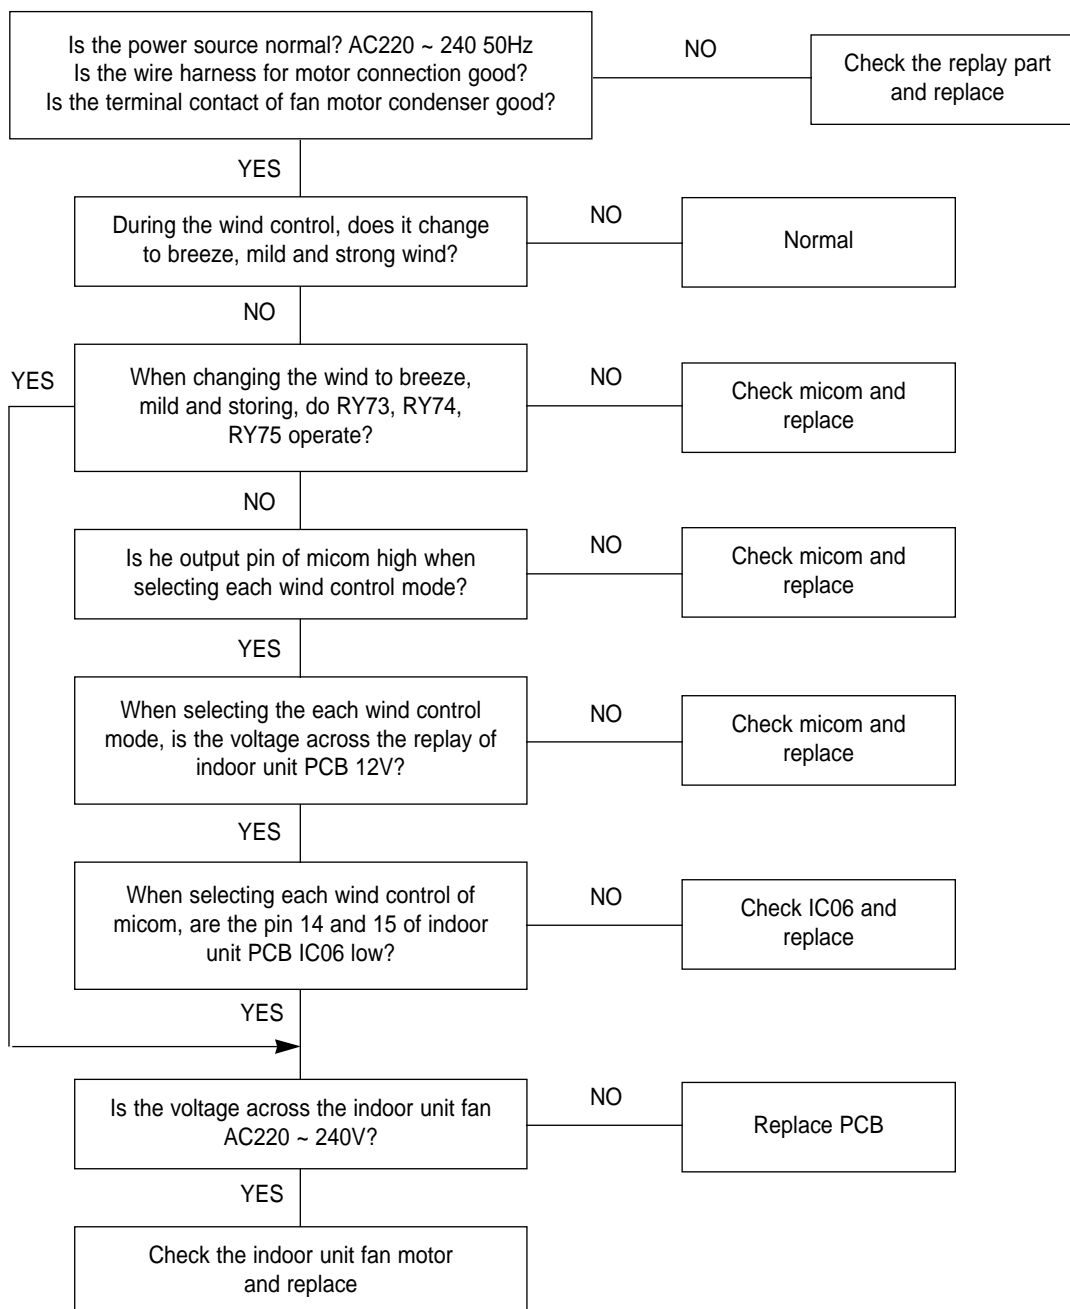 Is the power source normal? AC220 ~ 240 50Hz
Is the wire harness for motor connection good?
Is the terminal contact of fan motor condenser good?
NO
Check the replay part
and replace
YES
During the wind control, does it change
to breeze, mild and strong wind?
NO
Normal
NO
YES
When changing the wind to breeze,
mild and storing, do RY73, RY74,
RY75 operate?
NO
Check micom and
replace
NO
Is he output pin of micom high when
selecting each wind control mode?
NO
Check micom and
replace
YES
When selecting the each wind control
mode, is the voltage across the replay of
indoor unit PCB 12V?
NO
Check micom and
replace
YES
When selecting each wind control of
micom, are the pin 14 and 15 of indoor
unit PCB IC06 low?
NO
Check IC06 and
replace
YES
Is the voltage across the indoor unit fan
AC220 ~ 240V?
NO
Replace PCB
YES
Check the indoor unit fan motor
and replace